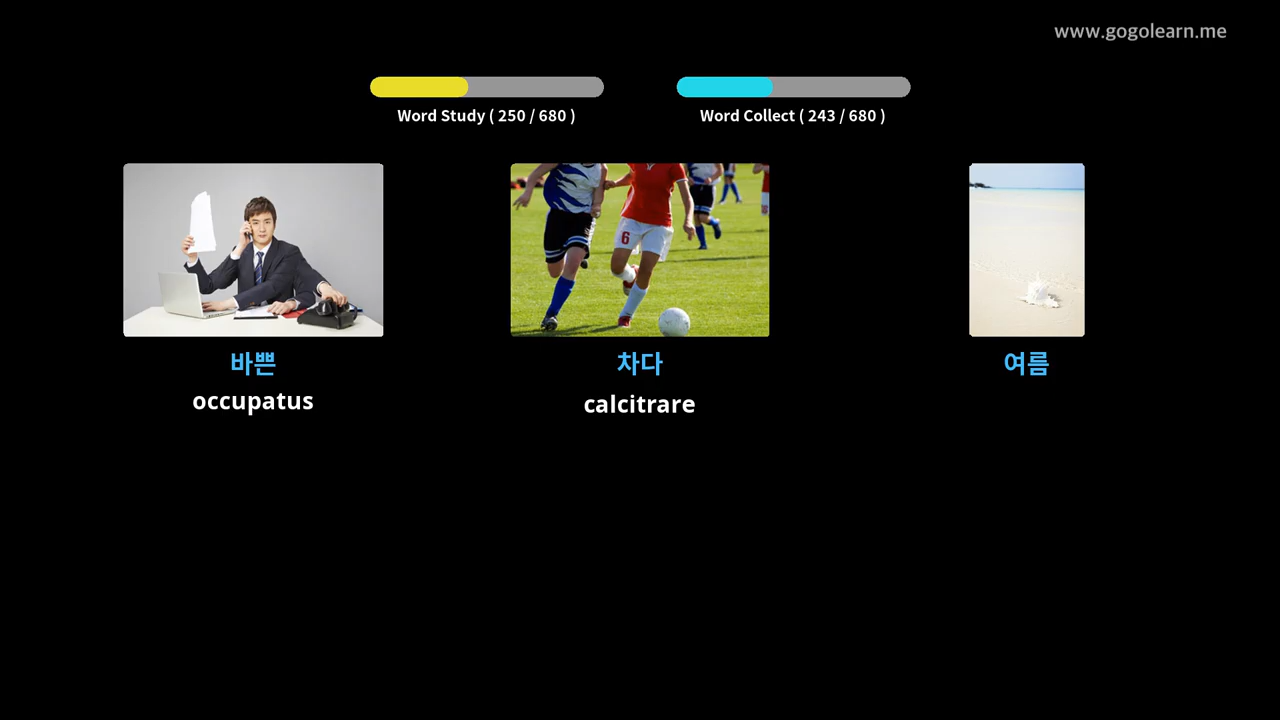 www.gogolearn.me
Word Study ( 250 / 680 )
Word Collect ( 243 / 680 )
6
바쁜
차다
여름
occupatus
calcitrare